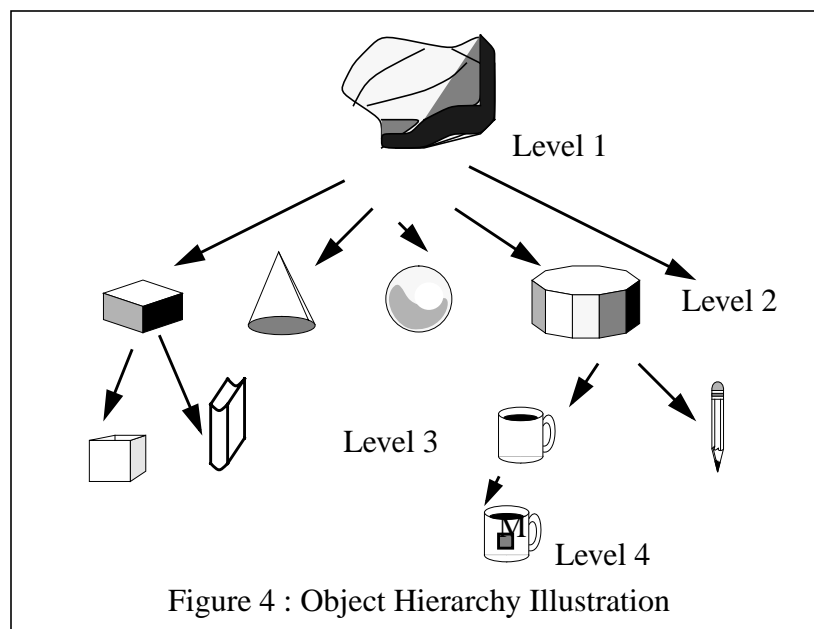 Level 1
Level 2
Level 3
M
Level 4
Figure 4 : Object Hierarchy Illustration